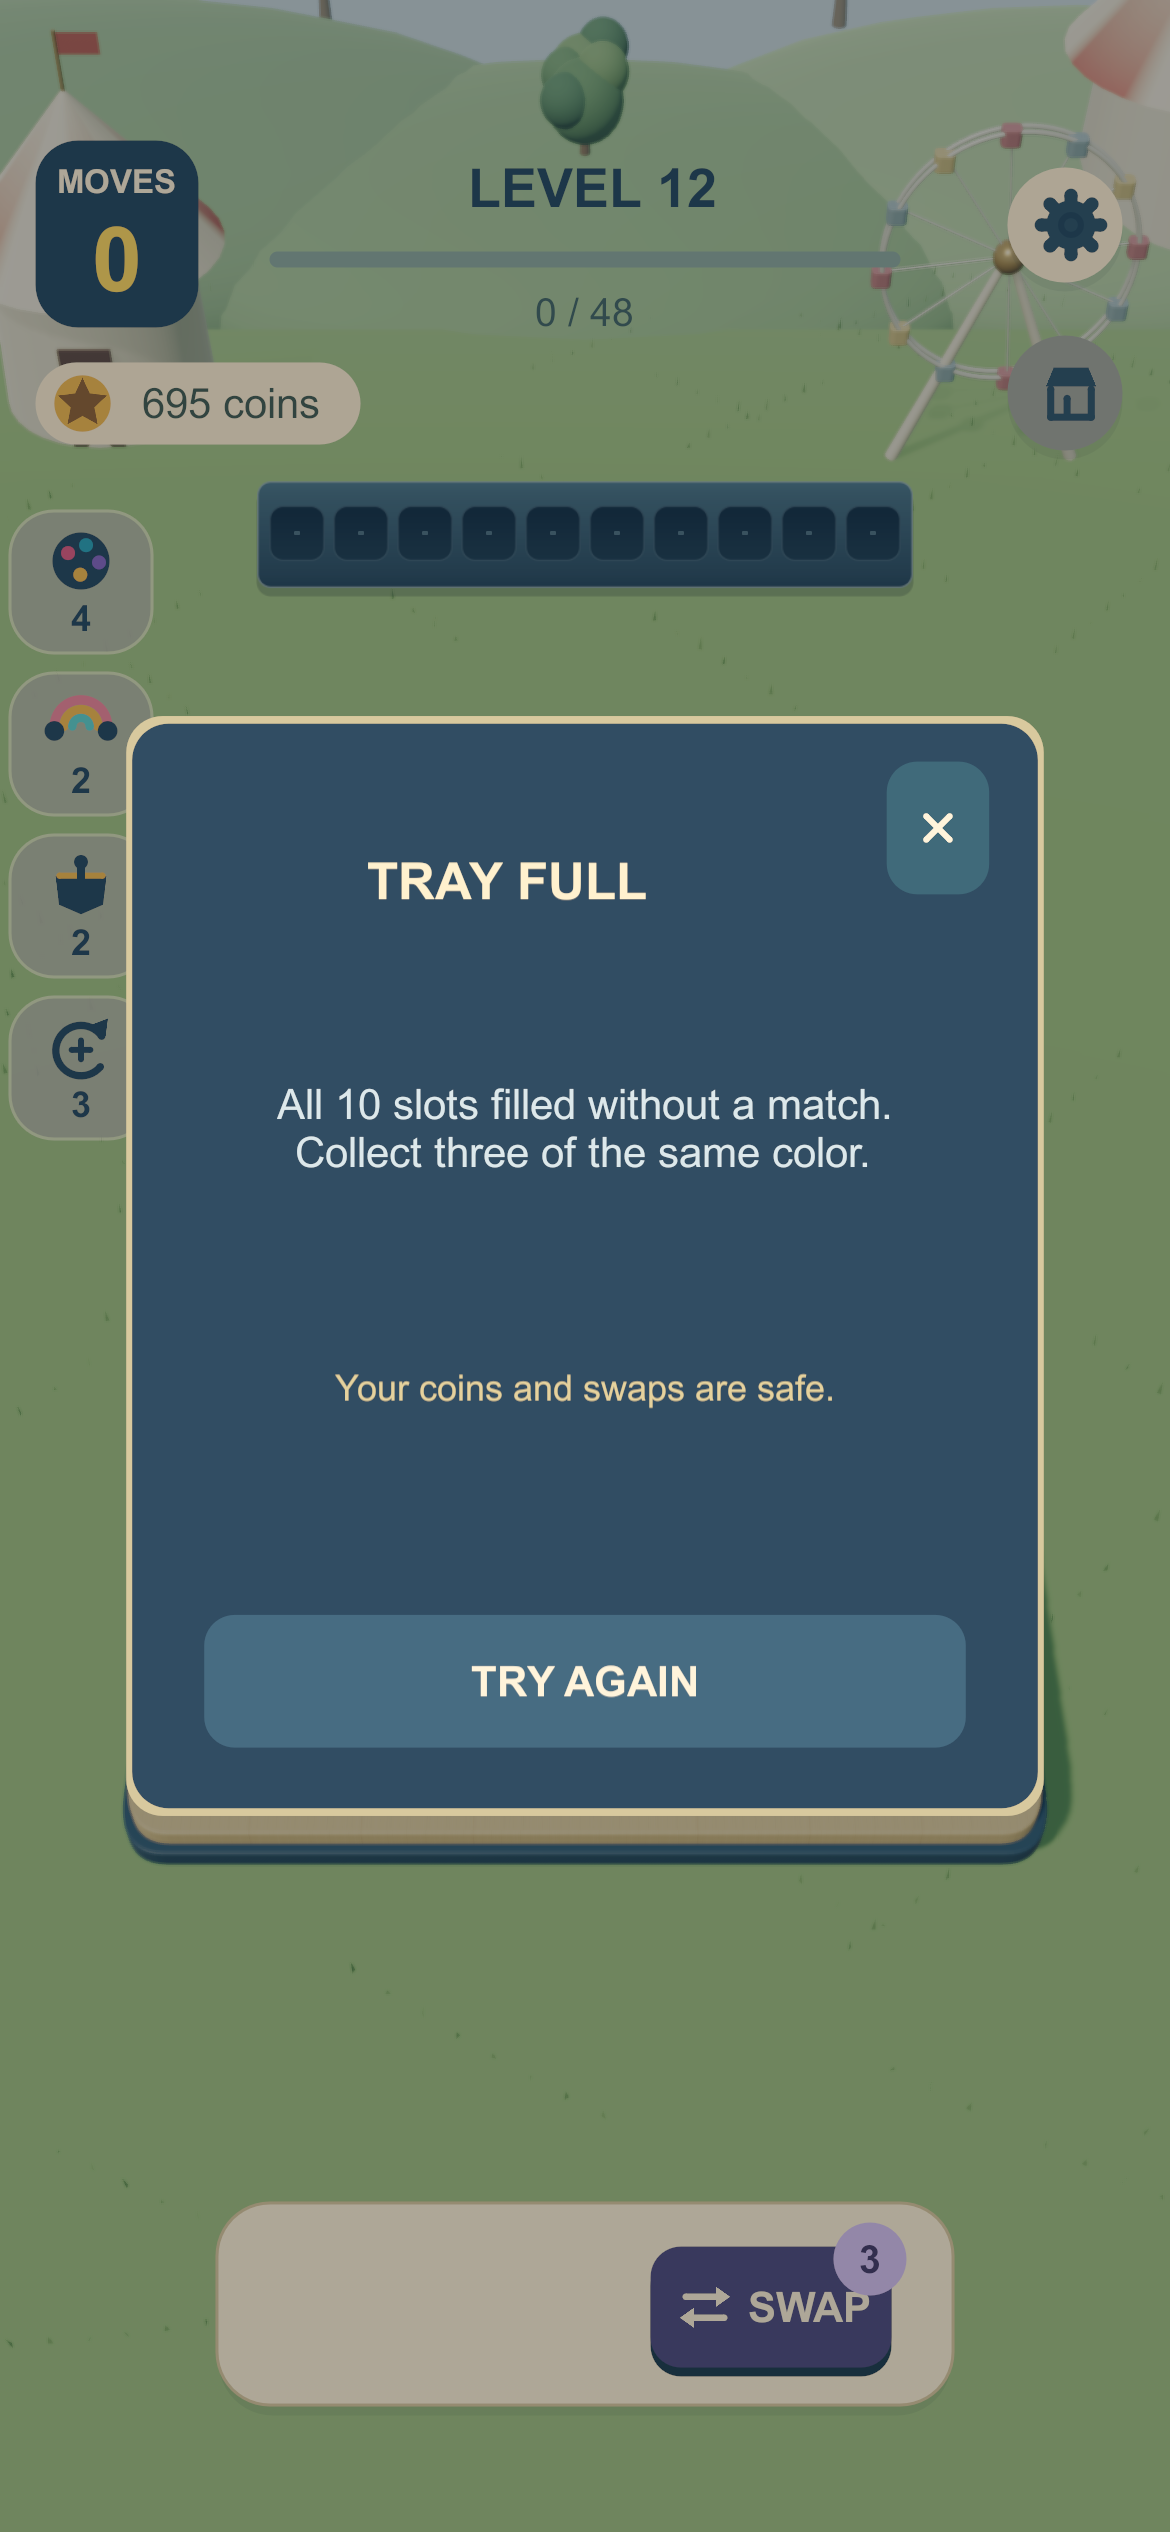 MOVES
0
LEVEL 12
0 / 48
695 coins
4
2
2
3
TRAY FULL
All 10 slots filled without a match.
Collect three of the same color.
Your coins and swaps are safe.
TRY AGAIN
3
SWAP